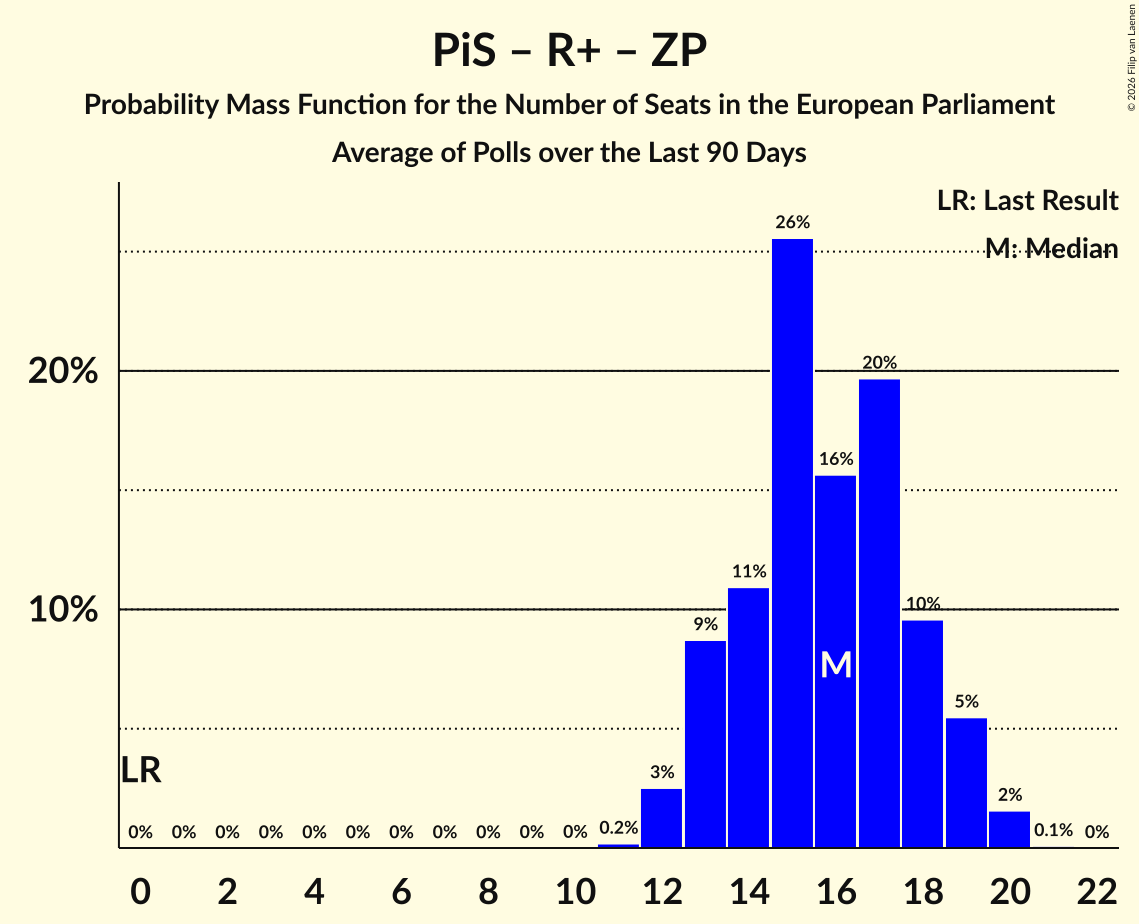 PiS – R+ – ZP
Probability Mass Function for the Number of Seats in the European Parliament
Average of Polls over the Last 90 Days
© 2026 Filip van Laenen
LR: Last Result
M: Median
26%
20%
20%
16%
11%
10%
10%
9%
M
5%
LR
3%
2%
0% 0% 0% 0% 0% 0% 0% 0% 0% 0% 0% 0.2% 0.1% 0%
0 2 4 6 8 10 12 14 16 18 20 22